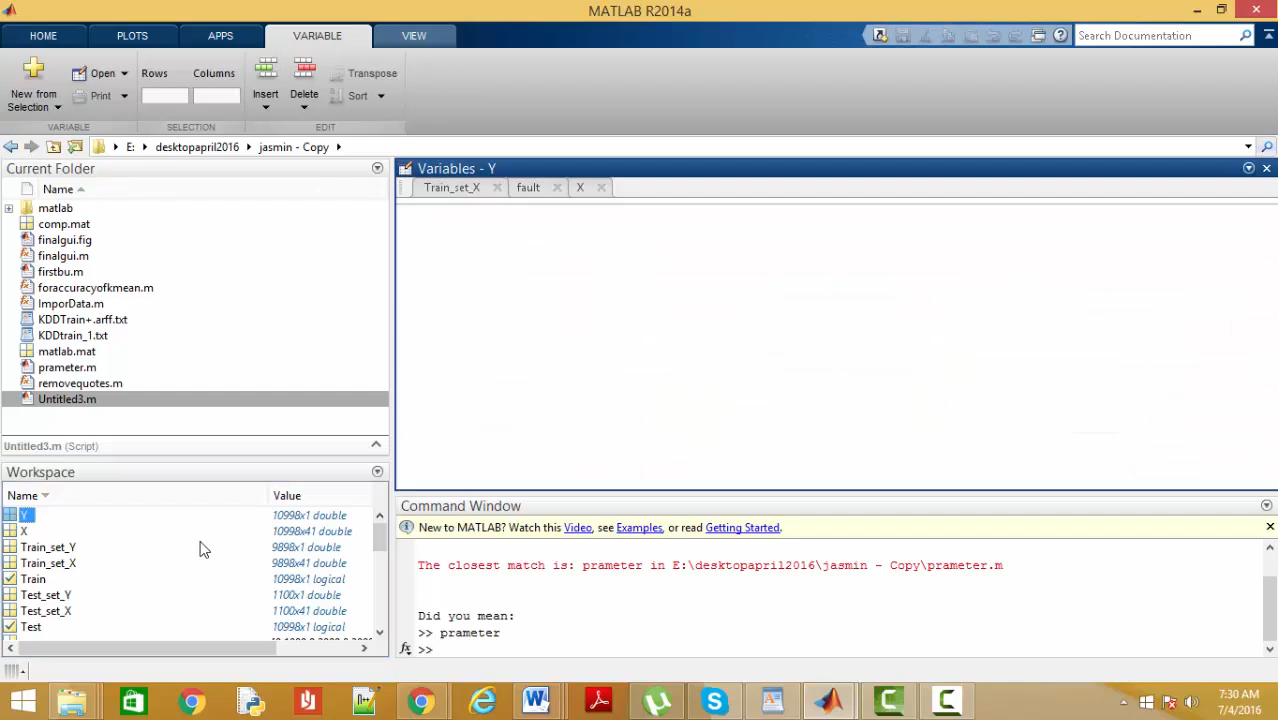 MATLAB R2014a
HOME
PLOTS
APPS
VARIABLE
VIEW
Search Documentation
New from
Selection
Open
Print
Rows
Columns
Insert
Delete
Transpose
Sort
VARIABLE
SELECTION
EDIT
E:
desktopapril2016
jasmin - Copy
Current Folder
Name
matlab
comp.mat
finalgui.fig
finalgui.m
firstbu.m
foraccuracyofkmean.m
ImporData.m
KDDTrain+.arff.txt
KDDtrain_1.txt
matlab.mat
prameter.m
removequotes.m
Untitled3.m
Untitled3.m (Script)
Workspace
Name Value
Y 10998x1 double
X 10998x41 double
Train_set_Y 9898x1 double
Train_set_X 9898x41 double
Train 10998x1 logical
Test_set_Y 1100x1 double
Test_set_X 1100x41 double
Test 10998x1 logical
Variables - Y
Train_set_X
fault
X
Command Window
New to MATLAB? Watch this Video, see Examples, or read Getting Started.
The closest match is: prameter in E:\desktopapril2016\jasmin - Copy\prameter.m
Did you mean:
>> prameter
fx >>
7:30 AM
7/4/2016